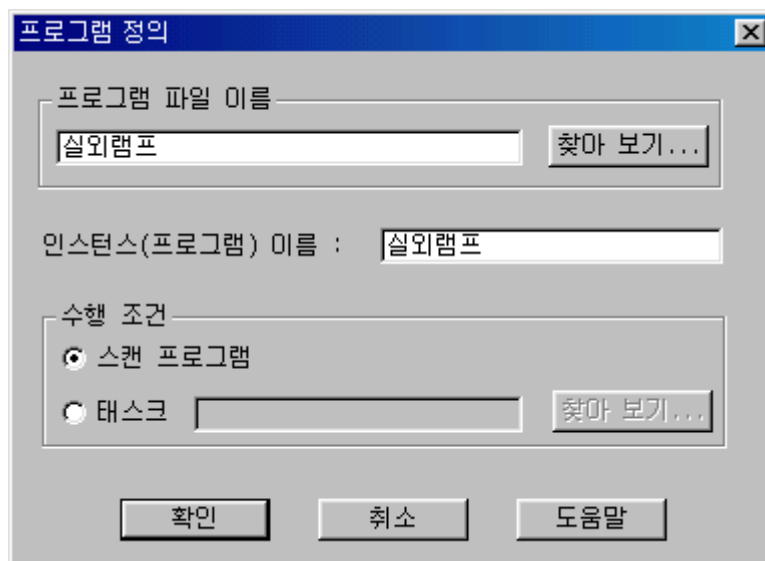 프로그램 정의
프로그램 파일 이름
실외램프
찾아 보기...
인스턴스(프로그램) 이름 :
실외램프
수행 조건
스캔 프로그램
태스크
찾아 보기...
확인
취소
도움말